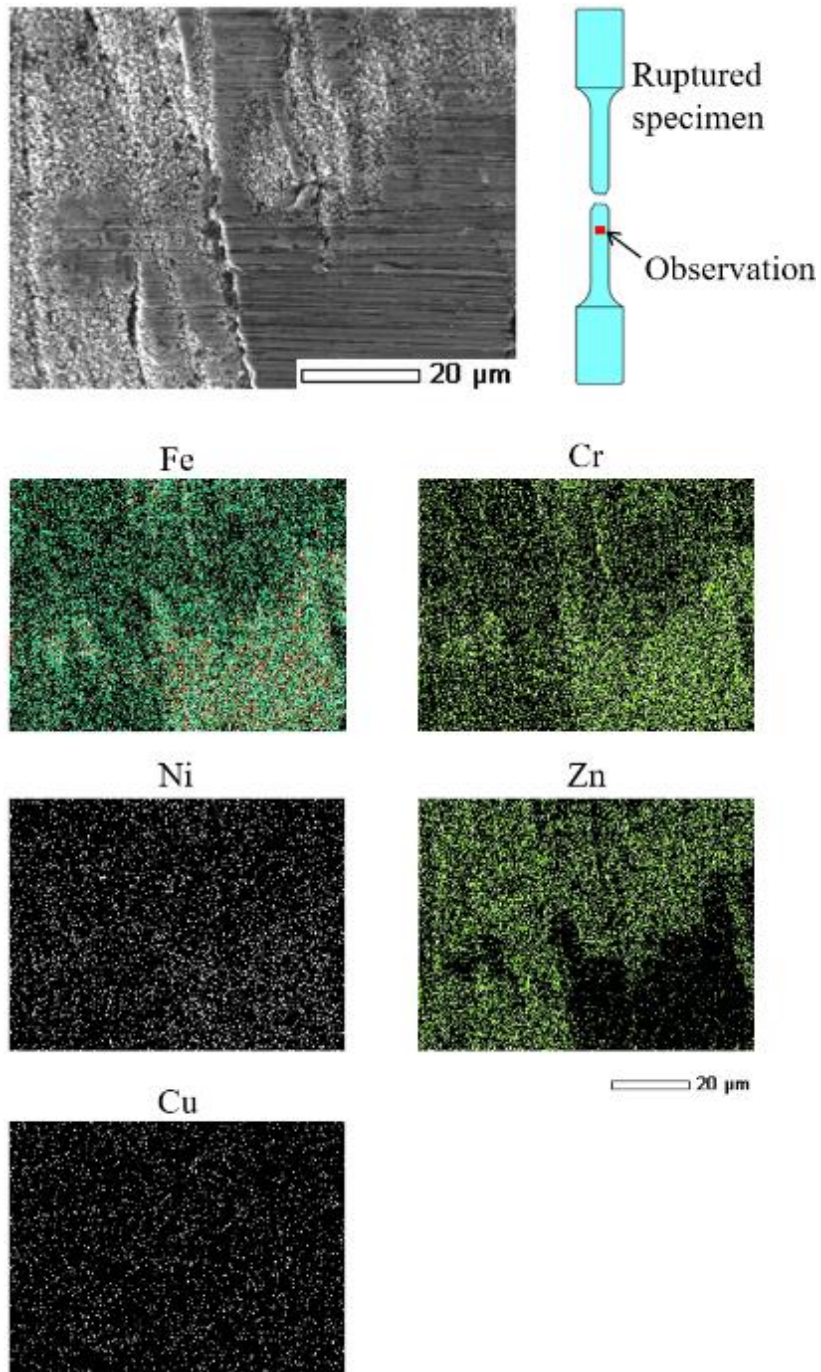 Ruptured
specimen
Observation
20 μm
Fe
Cr
Ni
Zn
20 μm
Cu